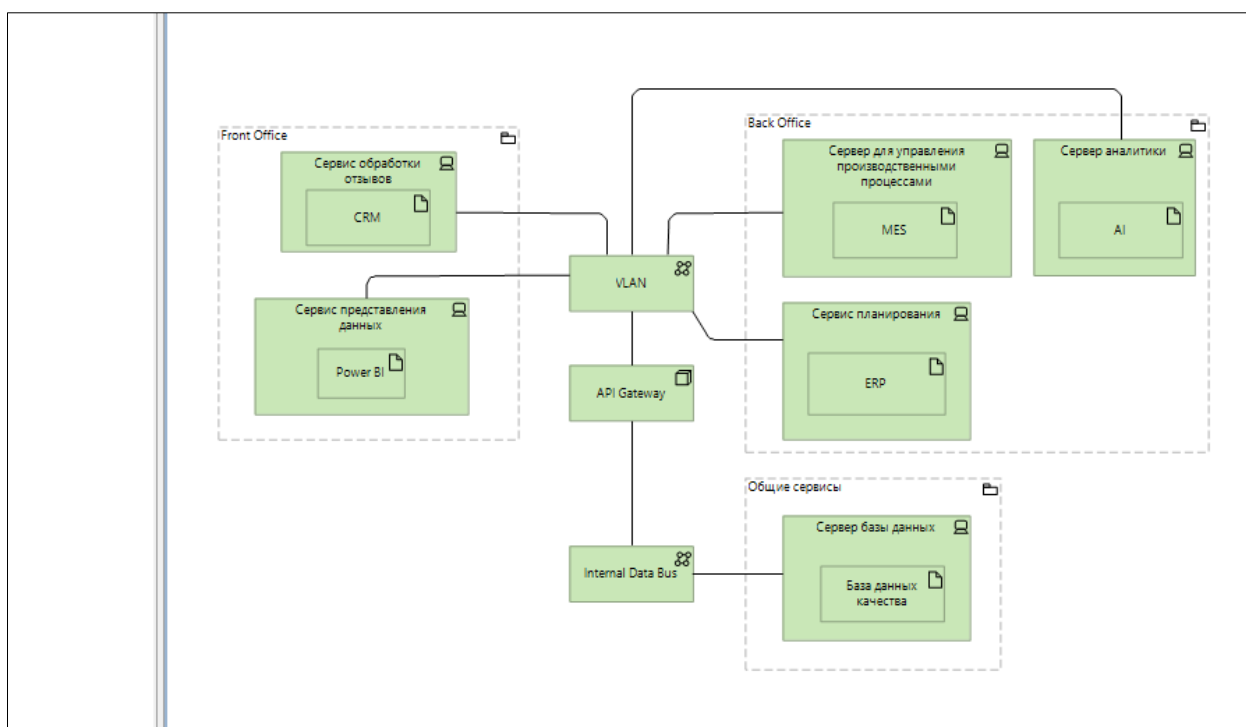 Front Office
Сервис обработки
отзывов
CRM
Сервис представления
данных
Power BI
VLAN
API Gateway
Internal Data Bus
Back Office
Сервер для управления
производственными
процессами
MES
Сервер аналитики
AI
Сервис планирования
ERP
Общие сервисы
Сервер базы данных
База данных
качества